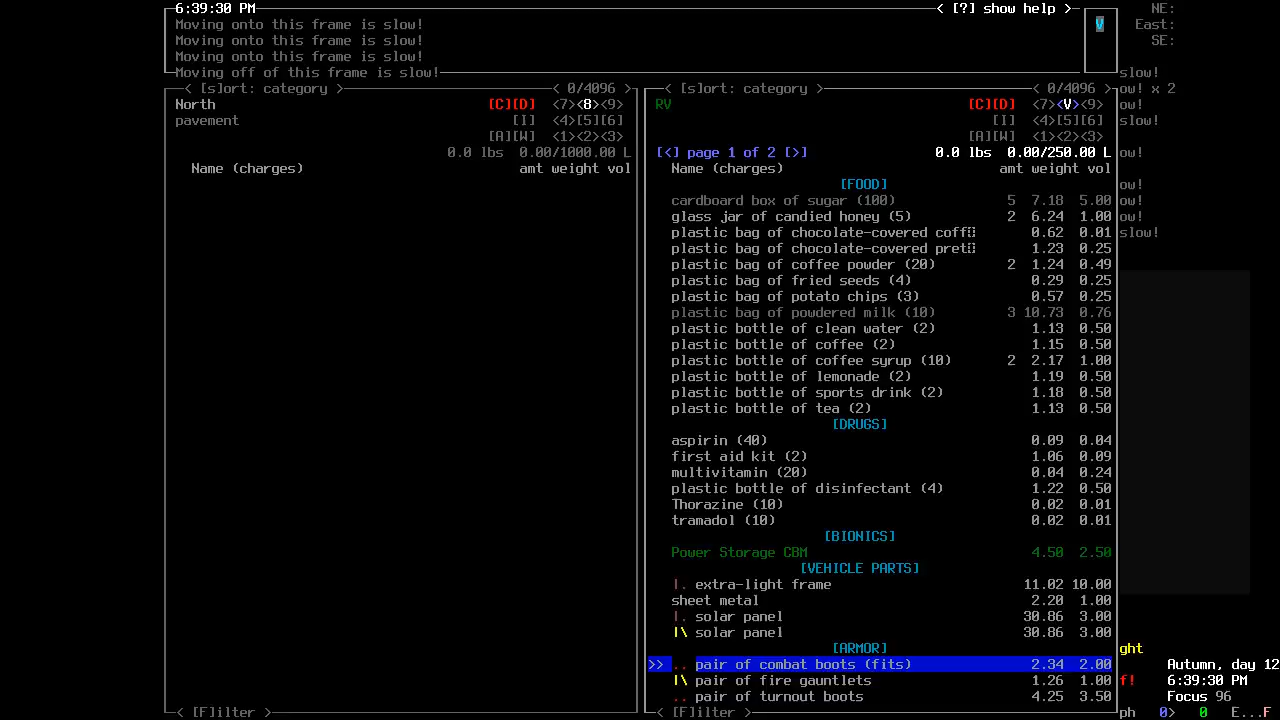 6:39:30 PM < [?] show help > NE:
Moving onto this frame is slow! V East:
Moving onto this frame is slow! SE:
Moving onto this frame is slow!
Moving off of this frame is slow! slow!
< [s]ort: category > < 0/4096 > < [s]ort: category > < 0/4096 > ow! x 2
North [C][D] <7><8><9> RV [C][D] <7><V><9> ow!
pavement [I] <4>[5][6] [I] <4>[5][6] slow!
[A][W] <1><2><3> [A][W] <1><2><3>
0.0 lbs 0.00/1000.00 L [<] page 1 of 2 [>] 0.0 lbs 0.00/250.00 L ow!
Name (charges) amt weight vol Name (charges) amt weight vol
[FOOD] ow!
cardboard box of sugar (100) 5 7.18 5.00 ow!
glass jar of candied honey (5) 2 6.24 1.00 ow!
plastic bag of chocolate-covered coff 0.62 0.01 slow!
plastic bag of chocolate-covered pret 1.23 0.25
plastic bag of coffee powder (20) 2 1.24 0.49
plastic bag of fried seeds (4) 0.29 0.25
plastic bag of potato chips (3) 0.57 0.25
plastic bag of powdered milk (10) 3 10.73 0.76
plastic bottle of clean water (2) 1.13 0.50
plastic bottle of coffee (2) 1.15 0.50
plastic bottle of coffee syrup (10) 2 2.17 1.00
plastic bottle of lemonade (2) 1.19 0.50
plastic bottle of sports drink (2) 1.18 0.50
plastic bottle of tea (2) 1.13 0.50
[DRUGS]
aspirin (40) 0.09 0.04
first aid kit (2) 1.06 0.09
multivitamin (20) 0.04 0.24
plastic bottle of disinfectant (4) 1.22 0.50
Thorazine (10) 0.02 0.01
tramadol (10) 0.02 0.01
[BIONICS]
Power Storage CBM 4.50 2.50
[VEHICLE PARTS]
|. extra-light frame 11.02 10.00
sheet metal 2.20 1.00
|. solar panel 30.86 3.00
|\ solar panel 30.86 3.00
[ARMOR] ght
>> .. pair of combat boots (fits) 2.34 2.00 Autumn, day 12
|\ pair of fire gauntlets 1.26 1.00 f! 6:39:30 PM
.. pair of turnout boots 4.25 3.50 Focus 96
< [F]ilter > < [F]ilter > ph 0> 0 E...F